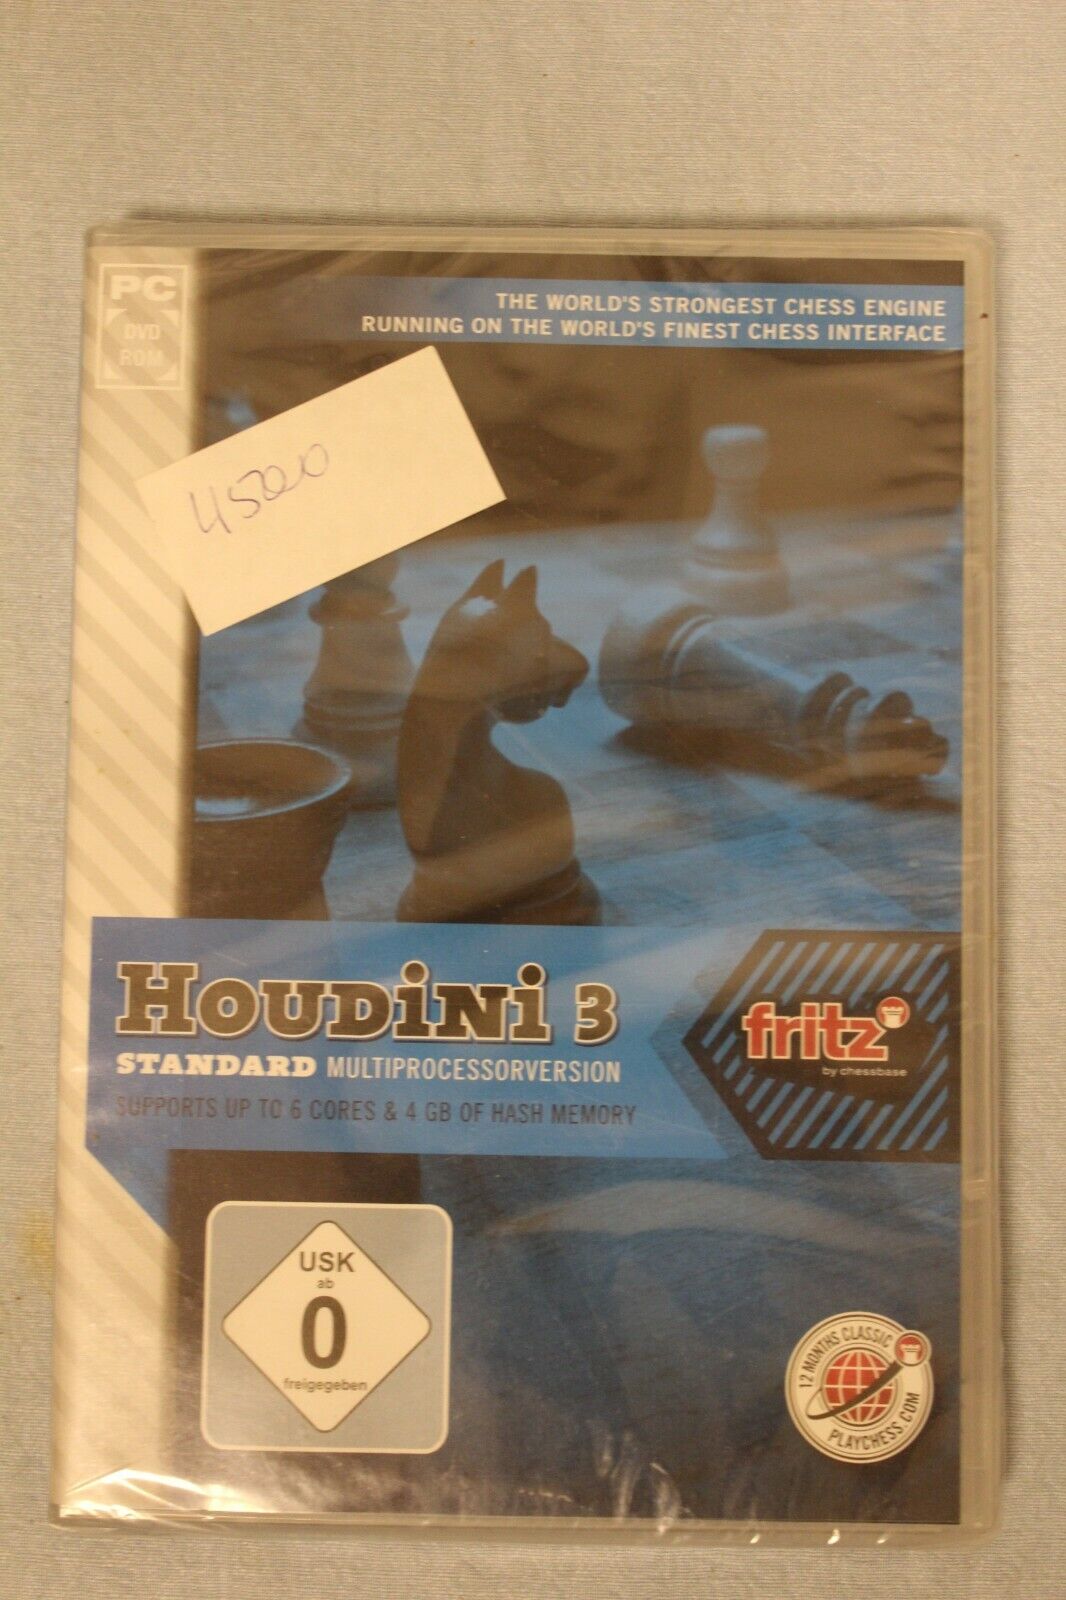 PC
DVD
ROM
THE WORLD'S STRONGEST CHESS ENGINE
RUNNING ON THE WORLD'S FINEST CHESS INTERFACE
HOUDiNi 3
STANDARD MULTIPROCESSORVERSION
SUPPORTS UP TO 6 CORES & 4 GB OF HASH MEMORY
fritz
by chessbase
USK
ab
0
freigegeben
12 MONTHS CLASSIC
PLAYCHESS.COM